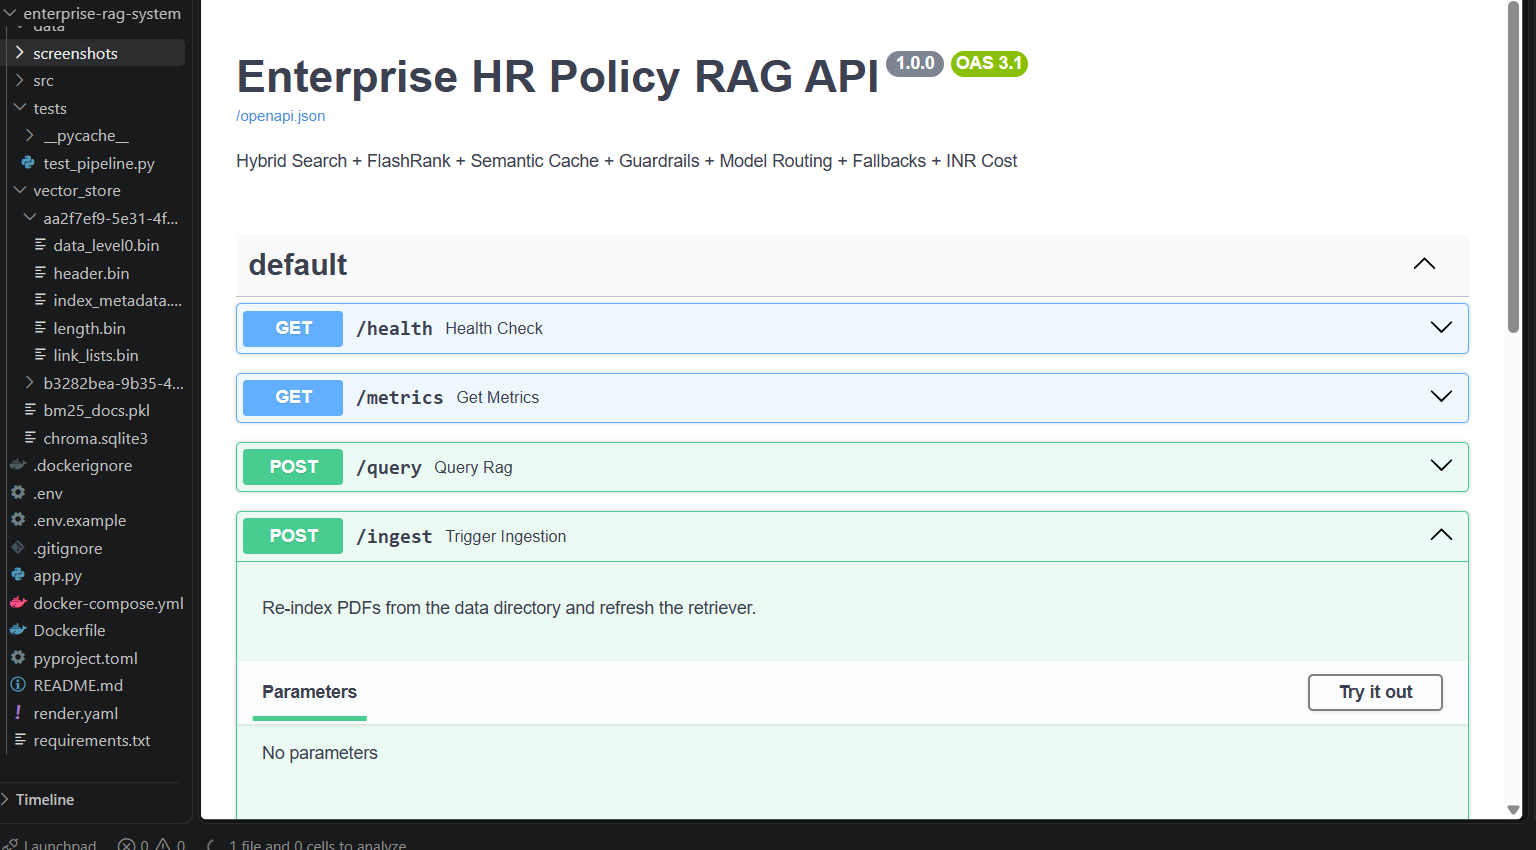 enterprise-rag-system
data
screenshots
src
tests
__pycache__
test_pipeline.py
vector_store
aa2f7ef9-5e31-4f...
data_level0.bin
header.bin
index_metadata....
length.bin
link_lists.bin
b3282bea-9b35-4...
bm25_docs.pkl
chroma.sqlite3
.dockerignore
.env
.env.example
.gitignore
app.py
docker-compose.yml
Dockerfile
pyproject.toml
README.md
render.yaml
requirements.txt
Timeline
Enterprise HR Policy RAG API 1.0.0 OAS 3.1
/openapi.json
Hybrid Search + FlashRank + Semantic Cache + Guardrails + Model Routing + Fallbacks + INR Cost
default
GET /health Health Check
GET /metrics Get Metrics
POST /query Query Rag
POST /ingest Trigger Ingestion
Re-index PDFs from the data directory and refresh the retriever.
Parameters Try it out
No parameters
Launchpad 0 0 1 file and 0 cells to analyze